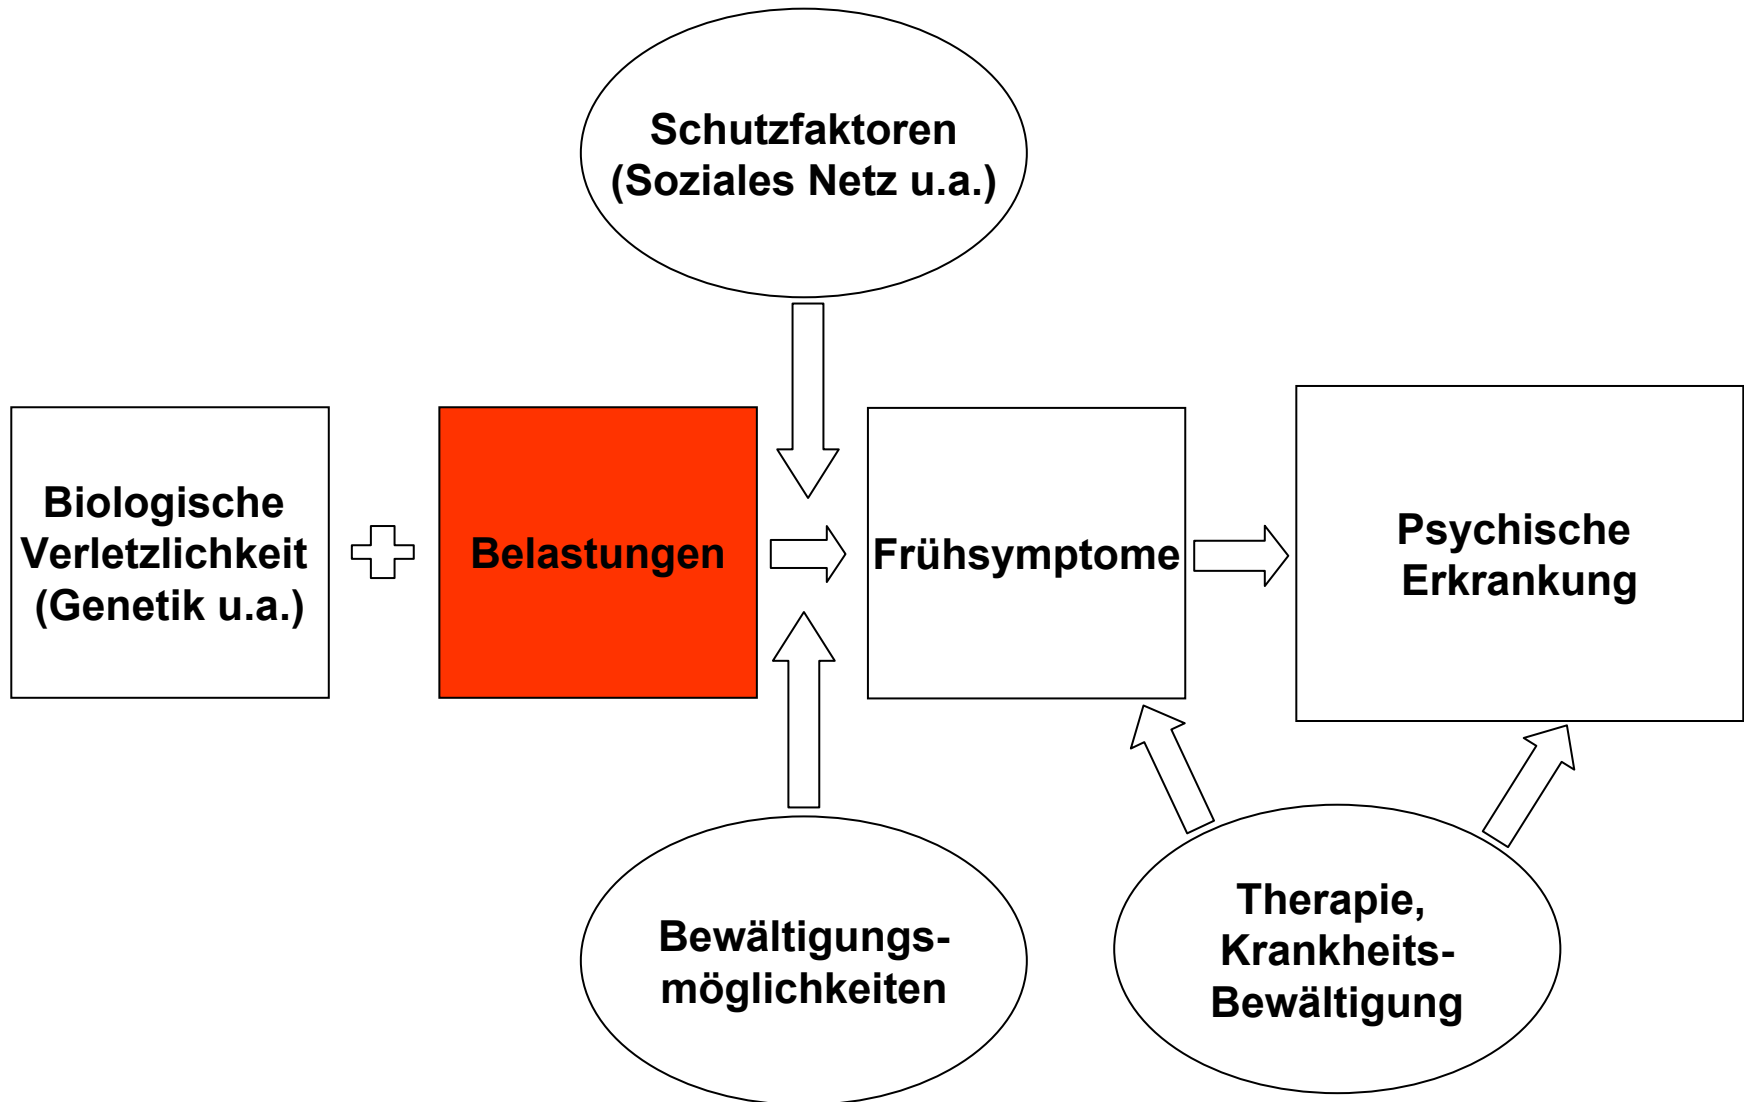 Schutzfaktoren
(Soziales Netz u.a.)
Biologische
Verletzlichkeit
(Genetik u.a.)
Belastungen
Frühsymptome
Psychische
Erkrankung
Bewältigungs-
möglichkeiten
Therapie,
Krankheits-
Bewältigung